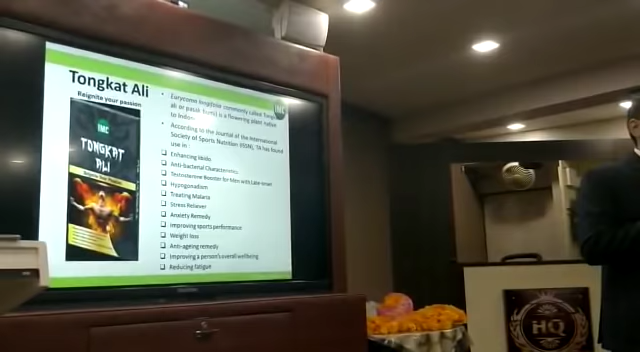 Tongkat Ali
Reignite your passion
IMC
TONGKAT
ALI
Eurycoma longifolia commonly called Tongkat
ali or pasak bumi) is a flowering plant native
to Indon
IMC
According to the Journal of the International
Society of Sports Nutrition (ISSN), TA has found
use in :
Enhancing libido
Anti-bacterial Characteristic
Testosterone Booster for Men with Late-onset
Hypogonadism
Treating Malaria
Stress Reliever
Anxiety Remedy
Improving sports performance
Weight loss
Anti-ageing remedy
Improving a person's overall wellbeing
Reducing fatigue
HQ